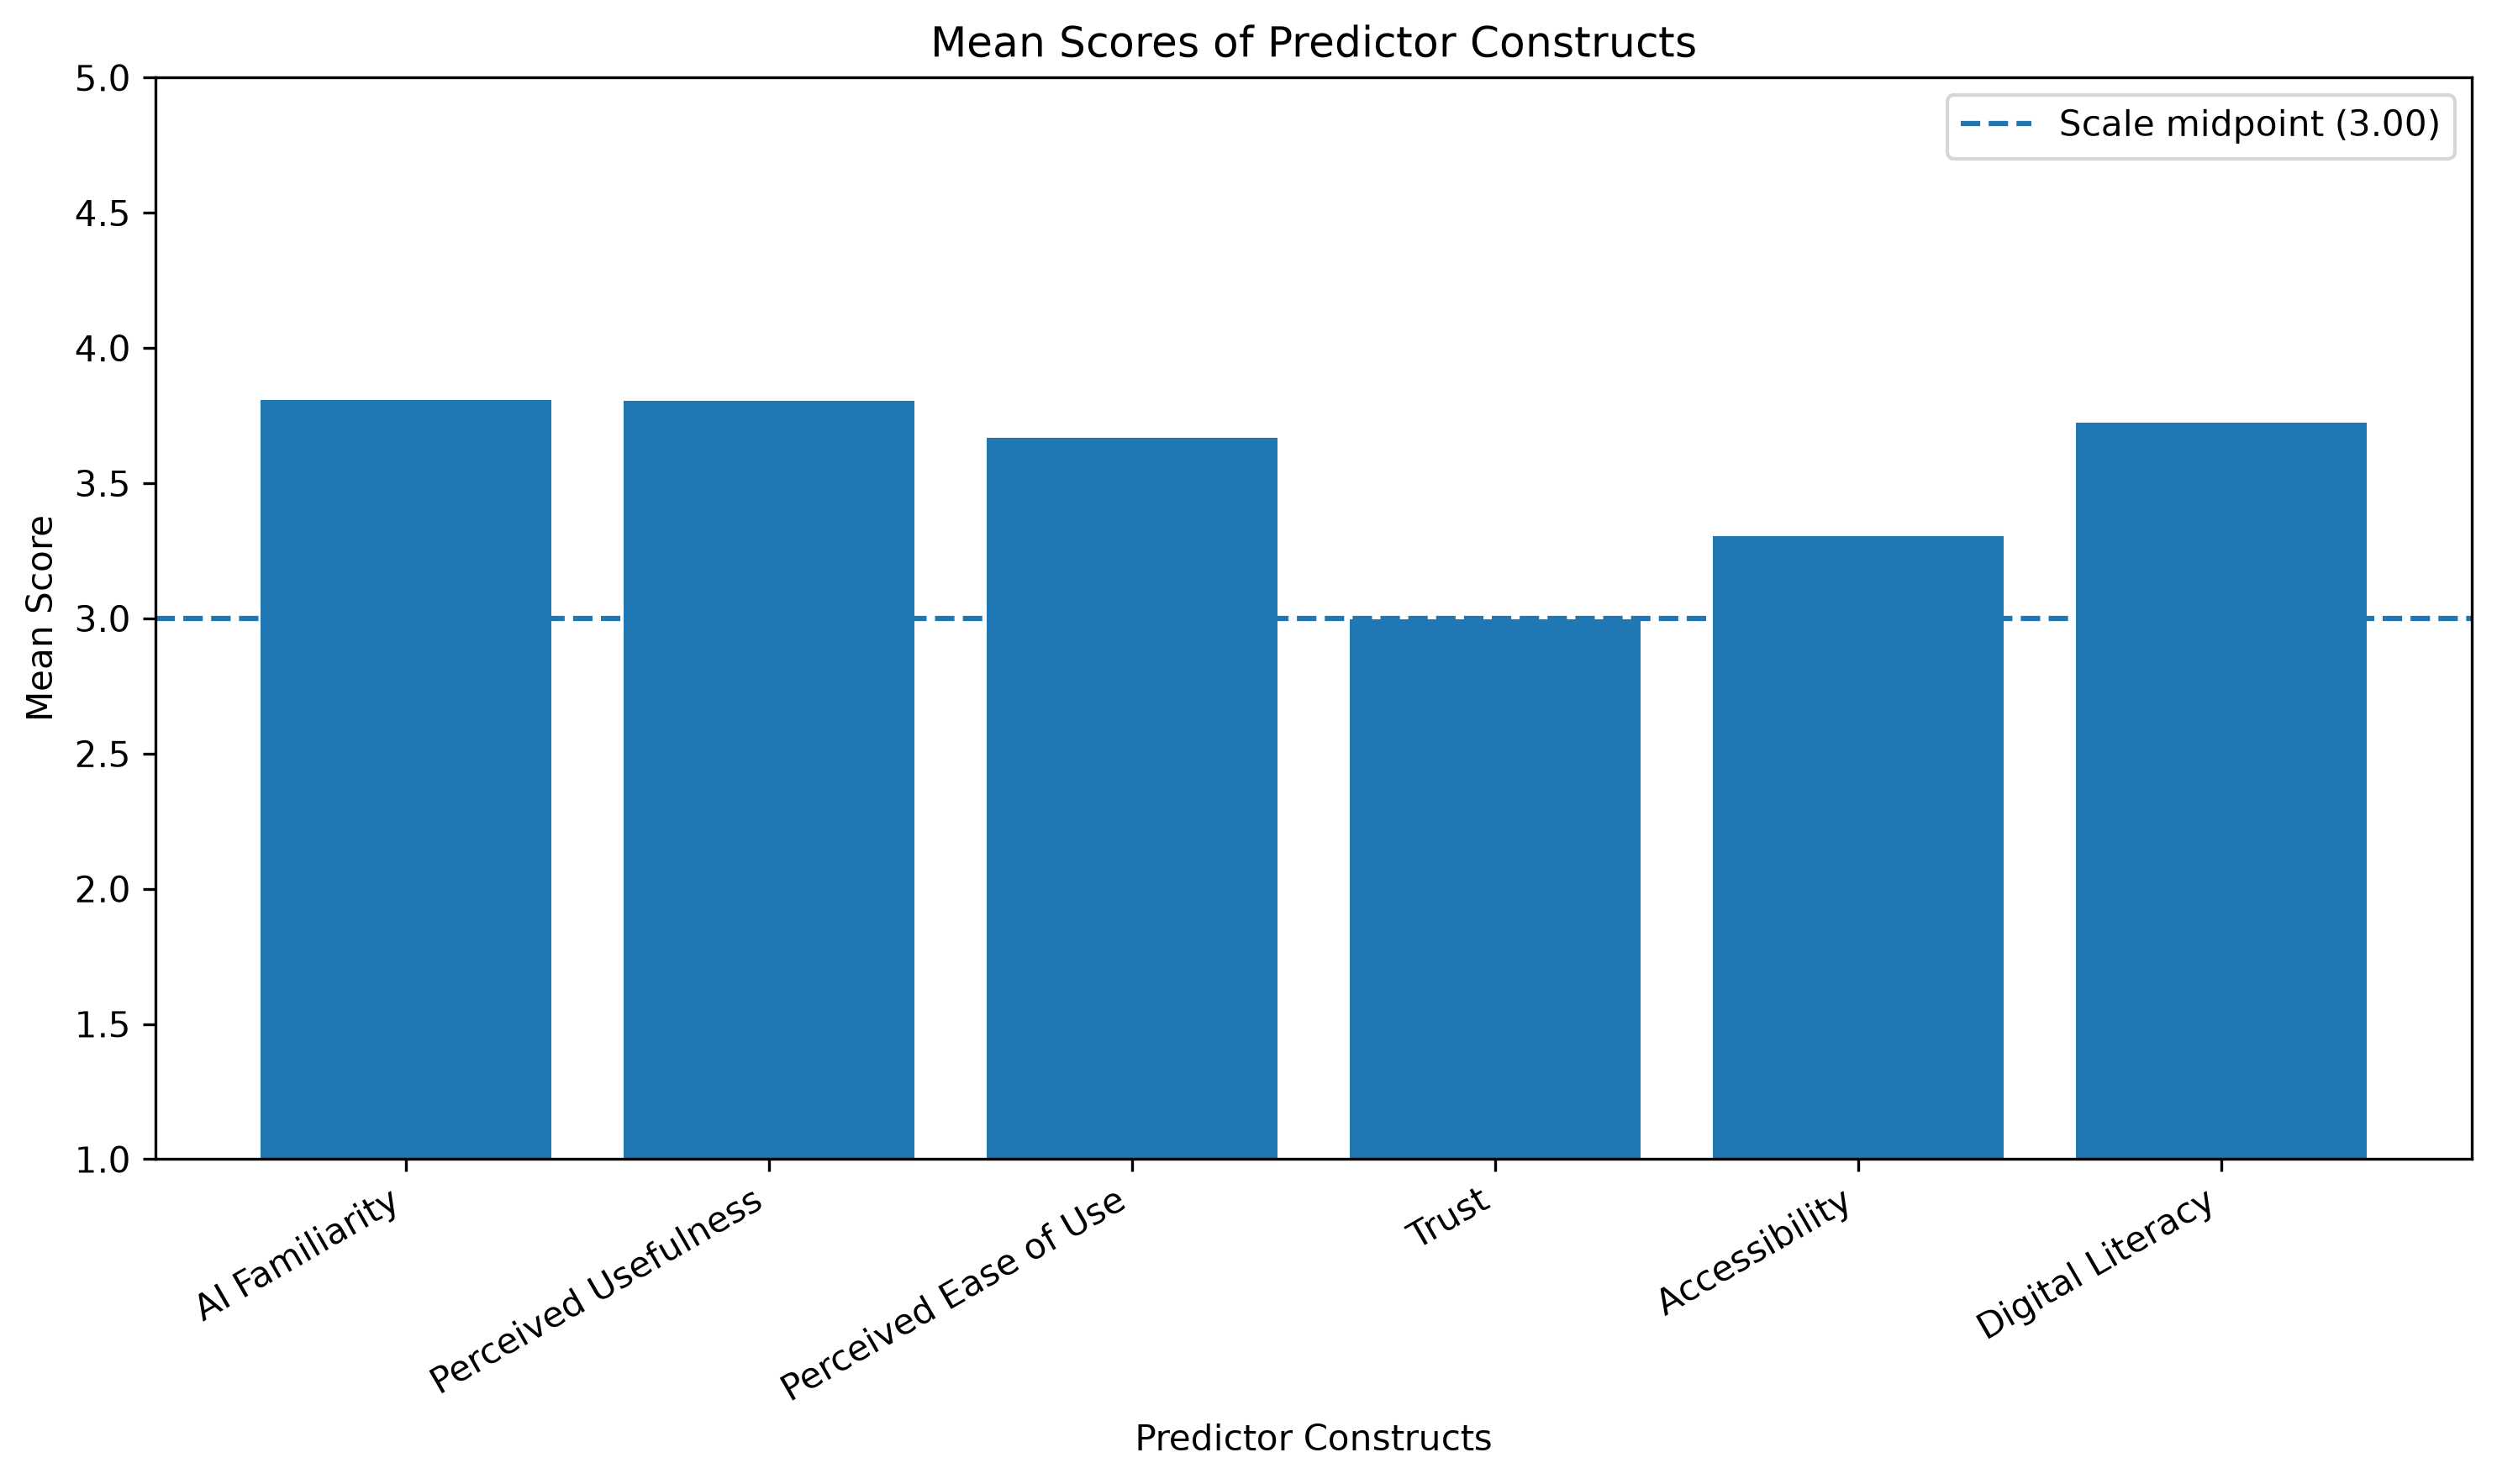 Mean Scores of Predictor Constructs
Scale midpoint (3.00)
Mean Score
5.0
4.5
4.0
3.5
3.0
2.5
2.0
1.5
1.0
AI Familiarity
Perceived Usefulness
Perceived Ease of Use
Trust
Accessibility
Digital Literacy
Predictor Constructs